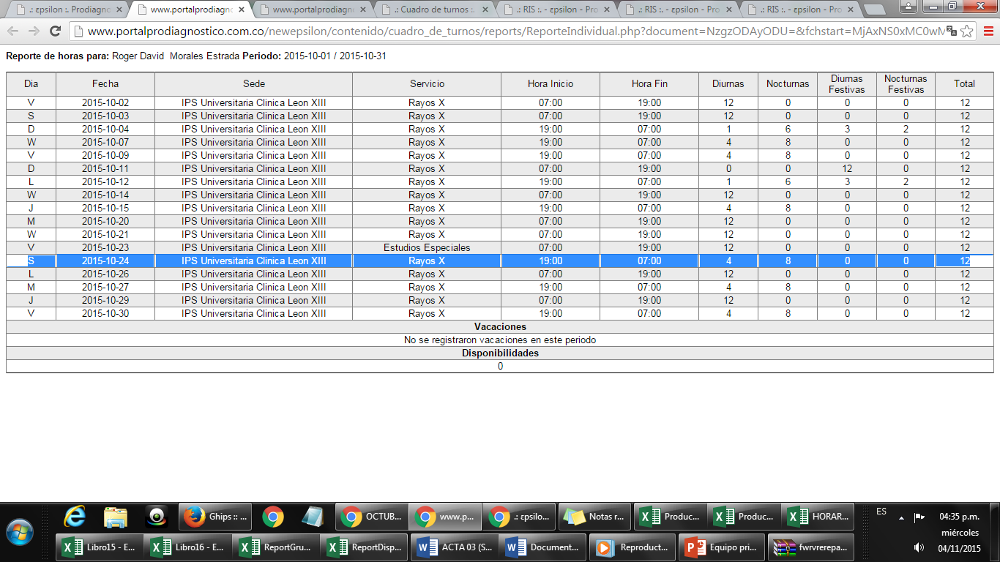 .: εpsilon :. Prodiagno
www.portalprodiagno
www.portalprodiagno
.: Cuadro de turnos :.
.: RIS :. - εpsilon - Pro
.: RIS :. - εpsilon - Pro
.: RIS :. - εpsilon - Pro
www.portalprodiagnostico.com.co/newepsilon/contenido/cuadro_de_turnos/reports/ReporteIndividual.php?document=NzgzODAyODU=&fchstart=MjAxNS0xMC0wM
Reporte de horas para: Roger David Morales Estrada Periodo: 2015-10-01 / 2015-10-31
Dia Fecha Sede Servicio Hora Inicio Hora Fin Diurnas Nocturnas Diurnas Festivas Nocturnas Festivas Total
V 2015-10-02 IPS Universitaria Clinica Leon XIII Rayos X 07:00 19:00 12 0 0 0 12
S 2015-10-03 IPS Universitaria Clinica Leon XIII Rayos X 07:00 19:00 12 0 0 0 12
D 2015-10-04 IPS Universitaria Clinica Leon XIII Rayos X 19:00 07:00 1 6 3 2 12
W 2015-10-07 IPS Universitaria Clinica Leon XIII Rayos X 19:00 07:00 4 8 0 0 12
V 2015-10-09 IPS Universitaria Clinica Leon XIII Rayos X 19:00 07:00 4 8 0 0 12
D 2015-10-11 IPS Universitaria Clinica Leon XIII Rayos X 07:00 19:00 0 0 12 0 12
L 2015-10-12 IPS Universitaria Clinica Leon XIII Rayos X 19:00 07:00 1 6 3 2 12
W 2015-10-14 IPS Universitaria Clinica Leon XIII Rayos X 07:00 19:00 12 0 0 0 12
J 2015-10-15 IPS Universitaria Clinica Leon XIII Rayos X 19:00 07:00 4 8 0 0 12
M 2015-10-20 IPS Universitaria Clinica Leon XIII Rayos X 07:00 19:00 12 0 0 0 12
W 2015-10-21 IPS Universitaria Clinica Leon XIII Rayos X 07:00 19:00 12 0 0 0 12
V 2015-10-23 IPS Universitaria Clinica Leon XIII Estudios Especiales 07:00 19:00 12 0 0 0 12
S 2015-10-24 IPS Universitaria Clinica Leon XIII Rayos X 19:00 07:00 4 8 0 0 12
L 2015-10-26 IPS Universitaria Clinica Leon XIII Rayos X 07:00 19:00 12 0 0 0 12
M 2015-10-27 IPS Universitaria Clinica Leon XIII Rayos X 19:00 07:00 4 8 0 0 12
J 2015-10-29 IPS Universitaria Clinica Leon XIII Rayos X 07:00 19:00 12 0 0 0 12
V 2015-10-30 IPS Universitaria Clinica Leon XIII Rayos X 19:00 07:00 4 8 0 0 12
Vacaciones
No se registraron vacaciones en este periodo
Disponibilidades
0
Ghips :: ... OCTUB... www.p... .: εpsilo... Notas r... Produc... Produc... HORAR... ES 04:35 p.m.
miércoles
Libro15 - E... Libro16 - E... ReportGru... ReportDisp... ACTA 03 (S... Document... Reproduct... Equipo pri... fwrvrerepa... 04/11/2015